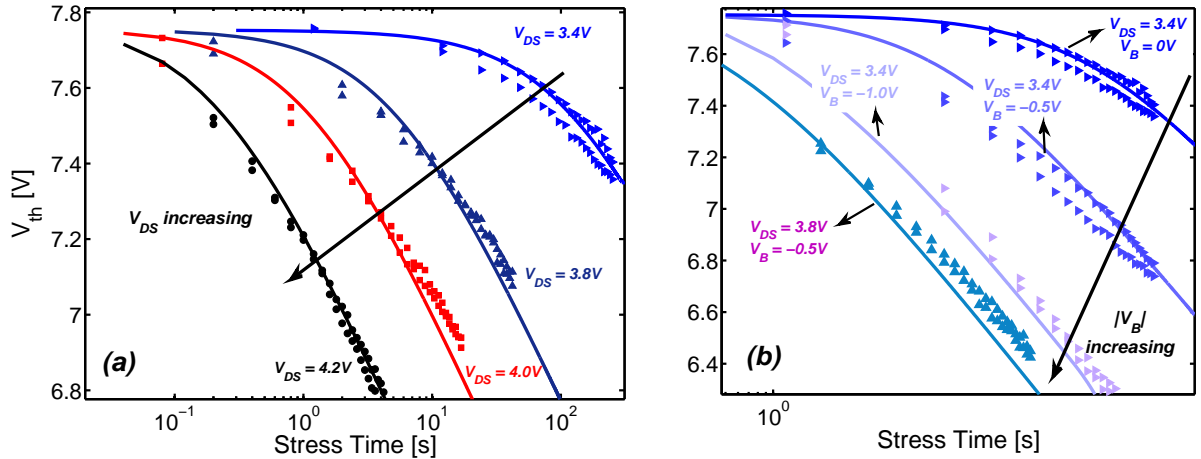 7.8
7.6
7.4
7.2
7
6.8
V_th [V]
V_DS = 3.4V
V_DS increasing
V_DS = 3.8V
(a)
V_DS = 4.2V
V_DS = 4.0V
10^−1
10^0
10^1
10^2
Stress Time [s]
7.6
7.4
7.2
7
6.8
6.6
6.4
V_DS = 3.4V
V_B = 0V
V_DS = 3.4V
V_B = −1.0V
V_DS = 3.4V
V_B = −0.5V
V_DS = 3.8V
V_B = −0.5V
|V_B|
increasing
(b)
10^0
Stress Time [s]